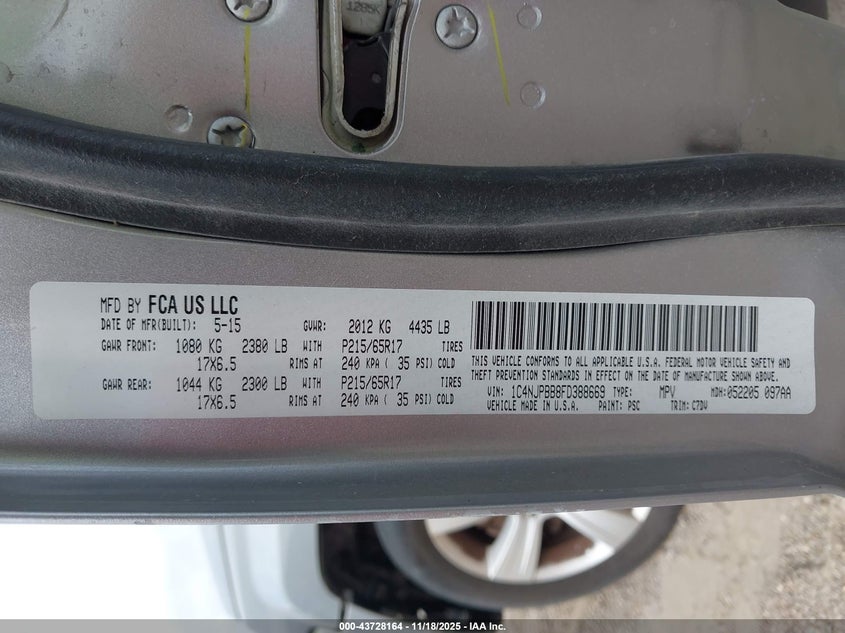 MFD BY FCA US LLC
DATE OF MFR(BUILT): 5-15 GVWR: 2012 KG 4435 LB
GAWR FRONT: 1080 KG 2380 LB WITH P215/65R17 TIRES
17X6.5 RIMS AT 240 KPA ( 35 PSI) COLD
GAWR REAR: 1044 KG 2300 LB WITH P215/65R17 TIRES
17X6.5 RIMS AT 240 KPA ( 35 PSI) COLD
THIS VEHICLE CONFORMS TO ALL APPLICABLE U.S.A. FEDERAL MOTOR VEHICLE SAFETY AND
THEFT PREVENTION STANDARDS IN EFFECT ON THE DATE OF MANUFACTURE SHOWN ABOVE.
VIN: 1C4NJPBB8FD388669 TYPE: MPV MDH:052205 097AA
VEHICLE MADE IN U.S.A. PAINT: PSC TRIM: C7DV
000-43728164 | 11/18/2025 - IAA Inc.